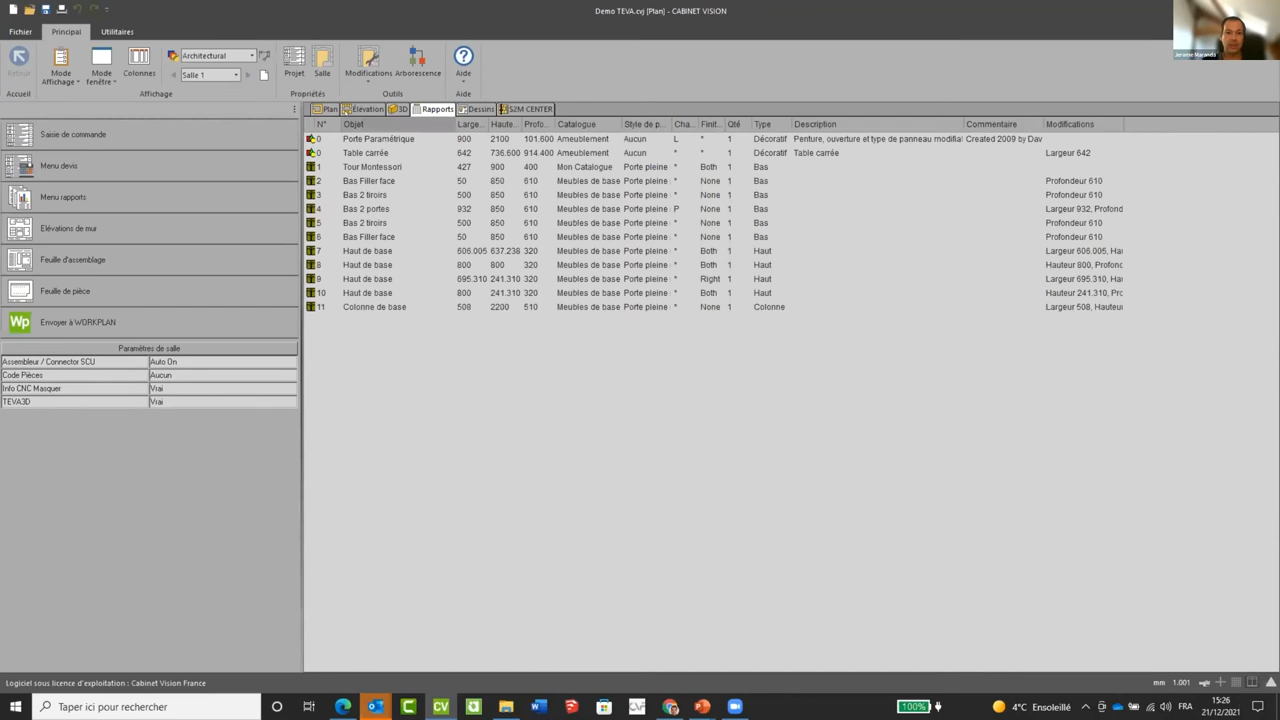 Demo TEVA.cvj [Plan] - CABINET VISION
Fichier Principal Utilitaires
Retour Mode Affichage Mode fenêtre Colonnes Architectural Salle 1 Projet Salle Modifications Arborescence Aide
Accueil Affichage Propriétés Outils Aide
Jerome Maranda
Plan Élévation 3D Rapports Dessins S2M CENTER
Saisie de commande
Menu devis
Menu rapports
Elévations de mur
Feuille d'assemblage
Feuille de pièce
Wp Envoyer à WORKPLAN
Paramètres de salle
Assembleur / Connector SCU Auto On
Code Pièces Aucun
Info CNC Masquer Vrai
TEVA3D Vrai
N° Objet Large... Haute... Profo... Catalogue Style de p... Cha... Finit... Qté Type Description Commentaire Modifications
0 Porte Paramétrique 900 2100 101.600 Ameublement Aucun L * 1 Décoratif Penture, ouverture et type de panneau modifial Created 2009 by Dav
0 Table carrée 642 736.600 914.400 Ameublement Aucun * * 1 Décoratif Table carrée Largeur 642
1 Tour Montessori 427 900 400 Mon Catalogue Porte pleine * Both 1 Bas
2 Bas Filler face 50 850 610 Meubles de base Porte pleine * None 1 Bas Profondeur 610
3 Bas 2 tiroirs 500 850 610 Meubles de base Porte pleine * None 1 Bas Profondeur 610
4 Bas 2 portes 932 850 610 Meubles de base Porte pleine P None 1 Bas Largeur 932, Profond
5 Bas 2 tiroirs 500 850 610 Meubles de base Porte pleine * None 1 Bas Profondeur 610
6 Bas Filler face 50 850 610 Meubles de base Porte pleine * None 1 Bas Profondeur 610
7 Haut de base 606.005 637.238 320 Meubles de base Porte pleine * Both 1 Haut Largeur 606.005, Hau
8 Haut de base 800 800 320 Meubles de base Porte pleine * Both 1 Haut Hauteur 800, Profonc
9 Haut de base 695.310 241.310 320 Meubles de base Porte pleine * Right 1 Haut Largeur 695.310, Hau
10 Haut de base 800 241.310 320 Meubles de base Porte pleine * Both 1 Haut Hauteur 241.310, Prc
11 Colonne de base 508 2200 510 Meubles de base Porte pleine * None 1 Colonne Largeur 508, Hauteur
Logiciel sous licence d'exploitation : Cabinet Vision France mm 1.001
Taper ici pour rechercher CV 100% 4°C Ensoleillé FRA 15:26
21/12/2021